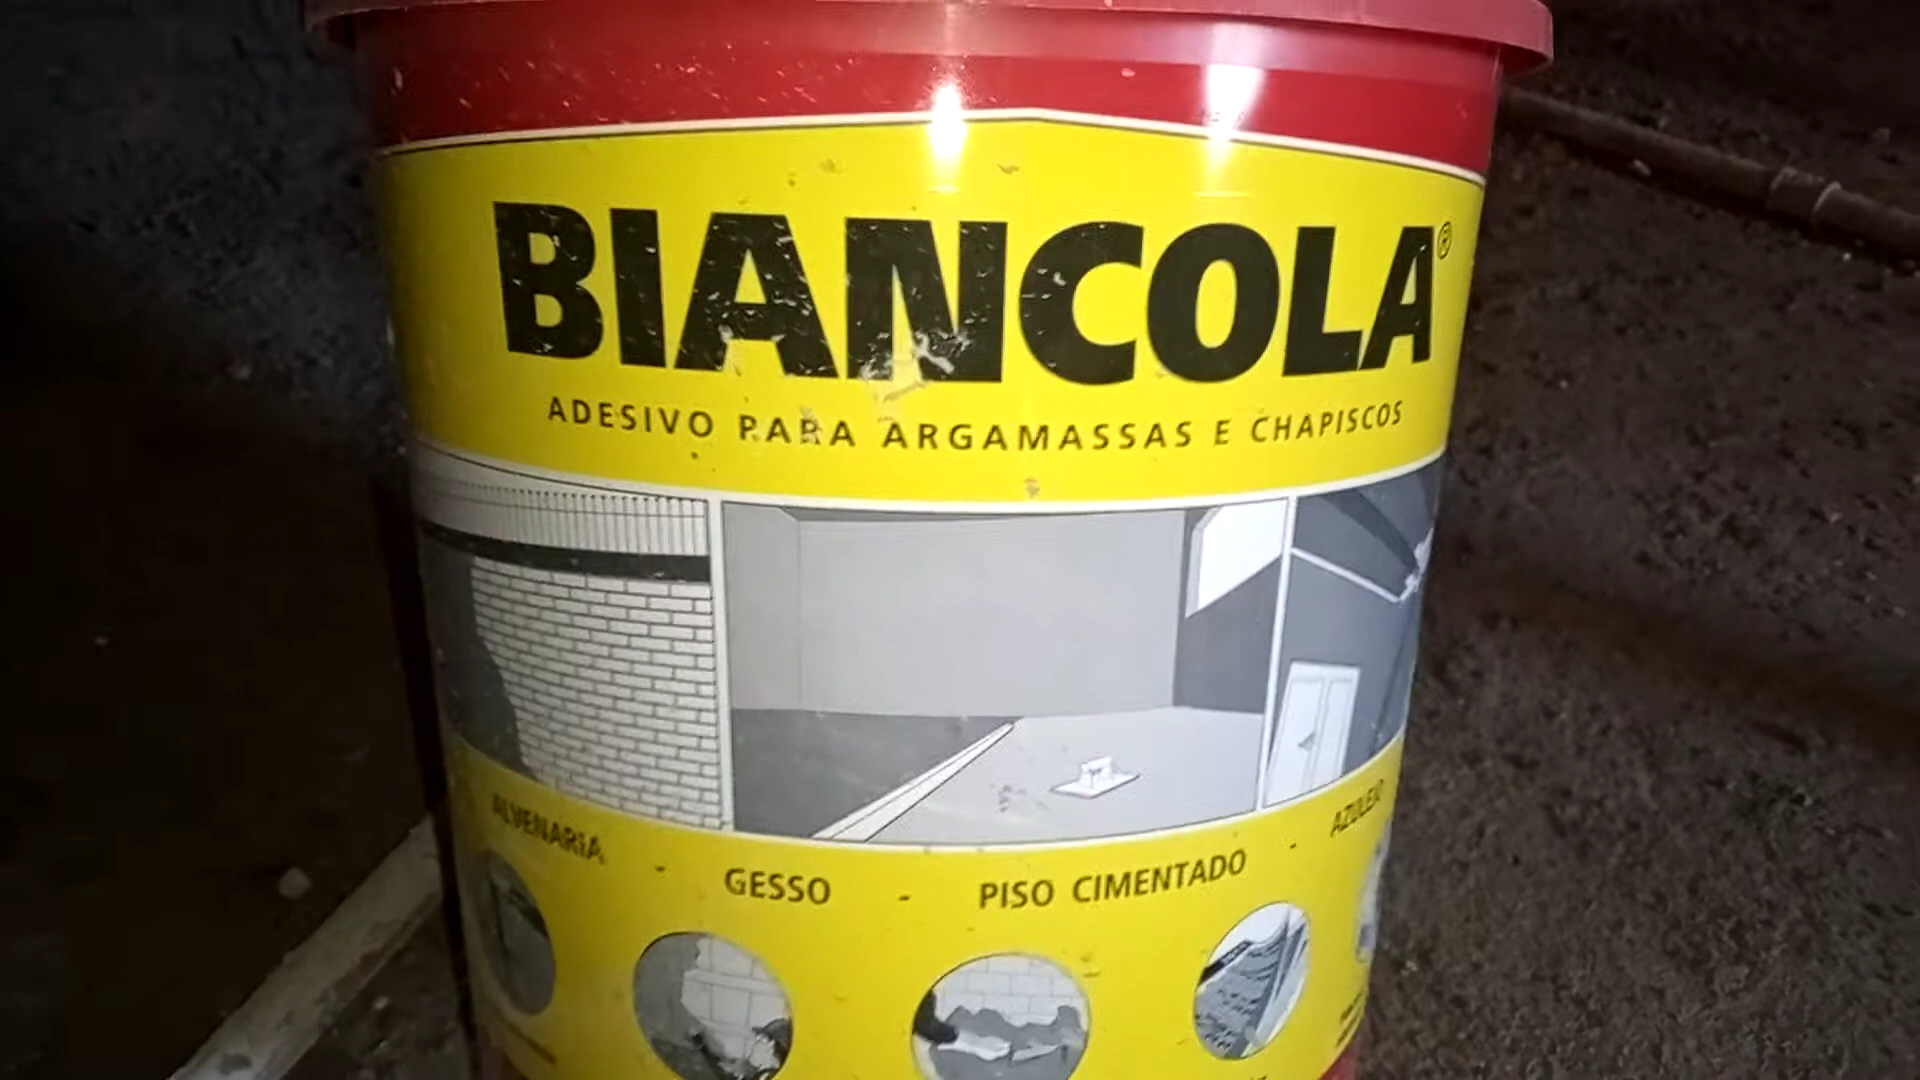 BIANCOLA®
ADESIVO PARA ARGAMASSAS E CHAPISCOS
ALVENARIA - GESSO - PISO CIMENTADO - AZULEJO